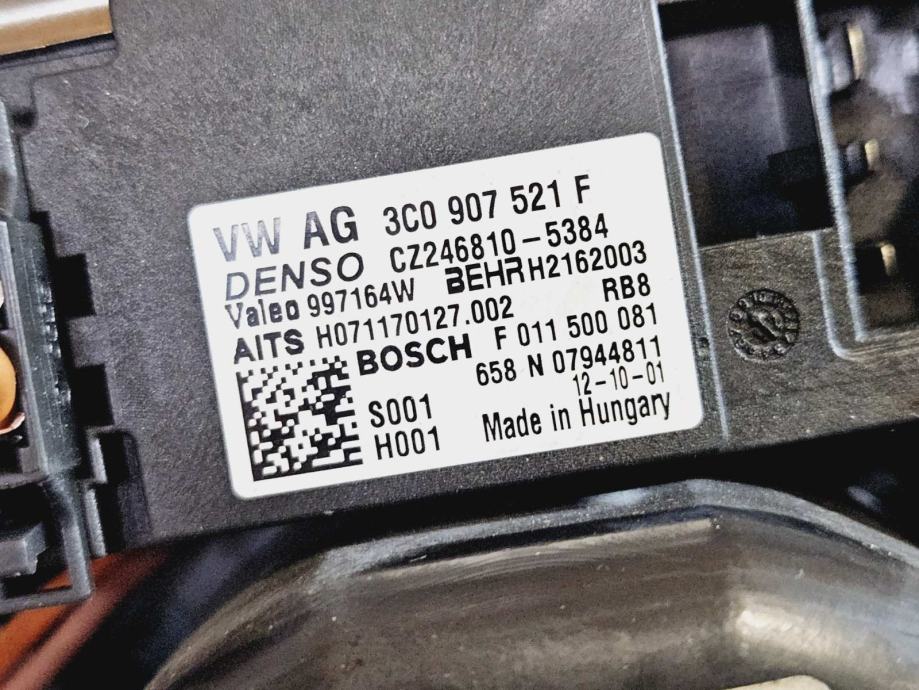 VW AG 3C0 907 521 F
DENSO CZ246810-5384
Valeo 997164W BEHR H2162003
AITS H071170127.002 RB8
BOSCH F 011 500 081
658 N 07944811
12-10-01
S001
H001 Made in Hungary